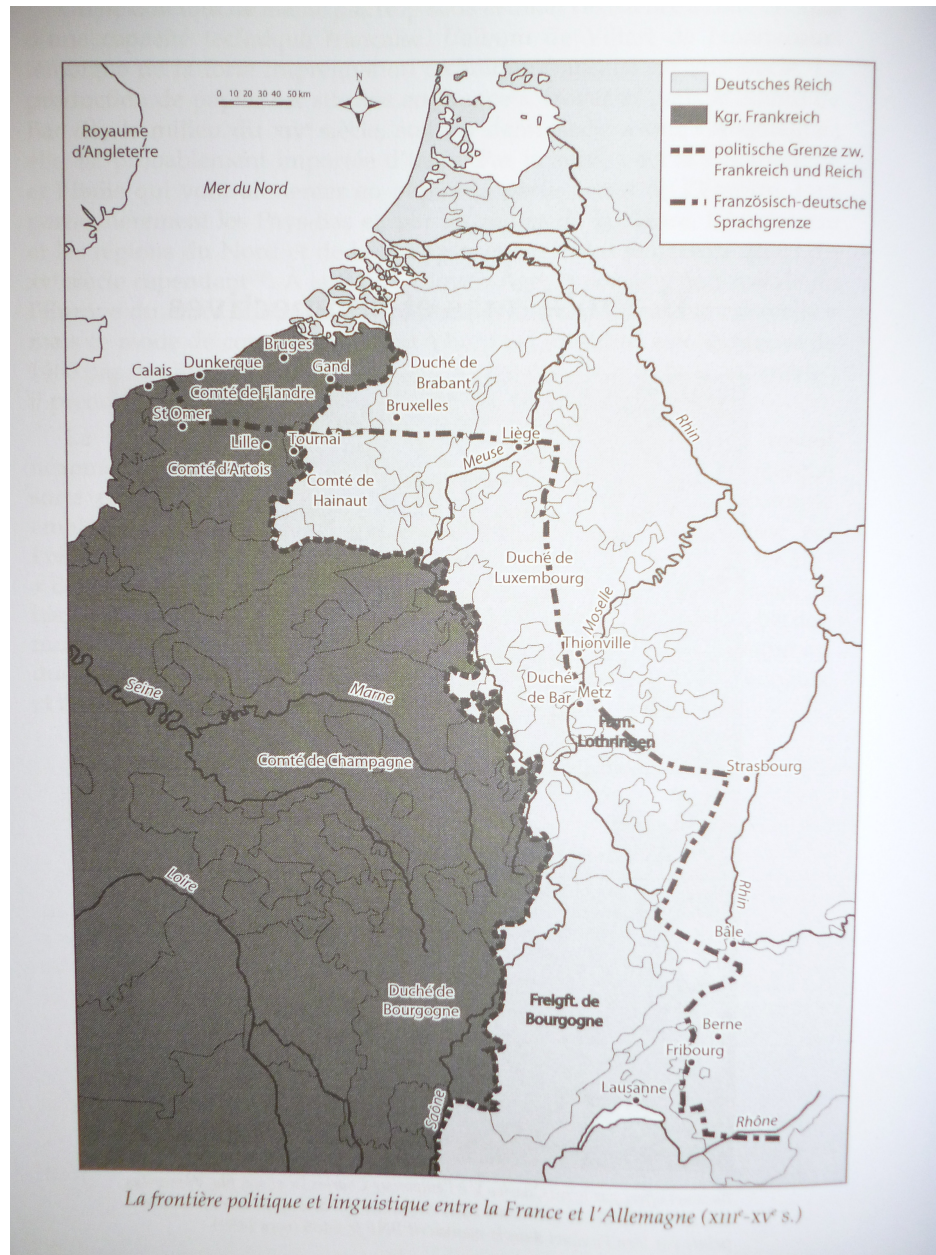 Royaume
d'Angleterre
Mer du Nord
0 10 20 30 40 50 km
N
Deutsches Reich
Kgr. Frankreich
politische Grenze zw.
Frankreich und Reich
Französisch-deutsche
Sprachgrenze
Calais
Dunkerque
Bruges
Gand
Comté de Flandre
St Omer
Lille
Tournai
Comté d'Artois
Duché de
Brabant
Bruxelles
Liège
Meuse
Rhin
Comté de
Hainaut
Duché de
Luxembourg
Moselle
Thionville
Duché
de Bar
Metz
Hzm.
Lothringen
Strasbourg
Seine
Marne
Comté de Champagne
Loire
Rhin
Bâle
Duché de
Bourgogne
Freigft. de
Bourgogne
Berne
Fribourg
Lausanne
Saône
Rhône
La frontière politique et linguistique entre la France et l'Allemagne (XIIIe-XVe s.)